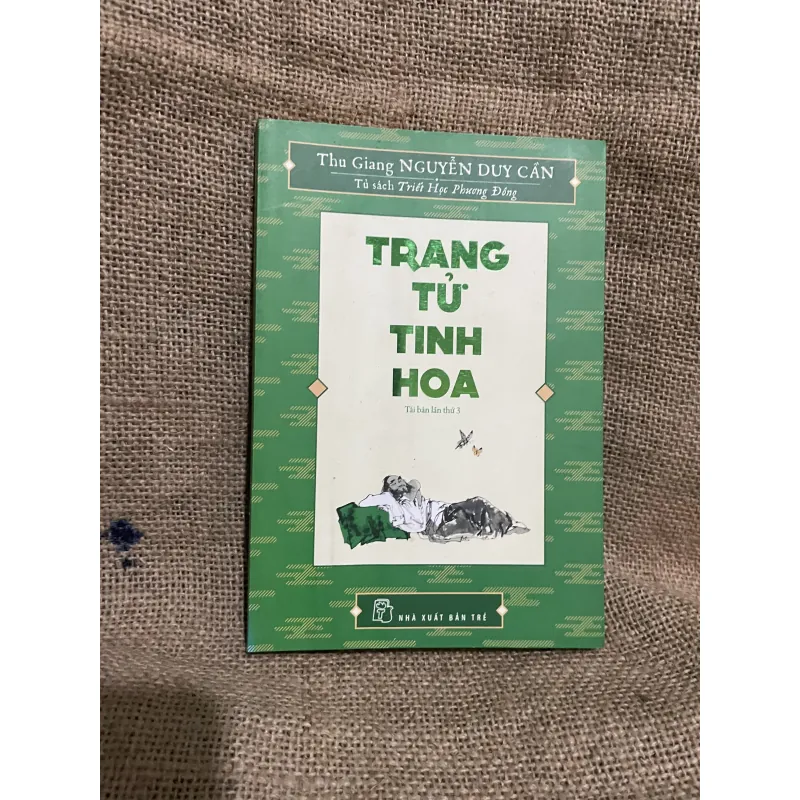 Thu Giang NGUYỄN DUY CẦN
Tủ sách Triết Học Phương Đông
TRANG
TỬ
TINH
HOA
Tái bản lần thứ 3
NHÀ XUẤT BẢN TRẺ